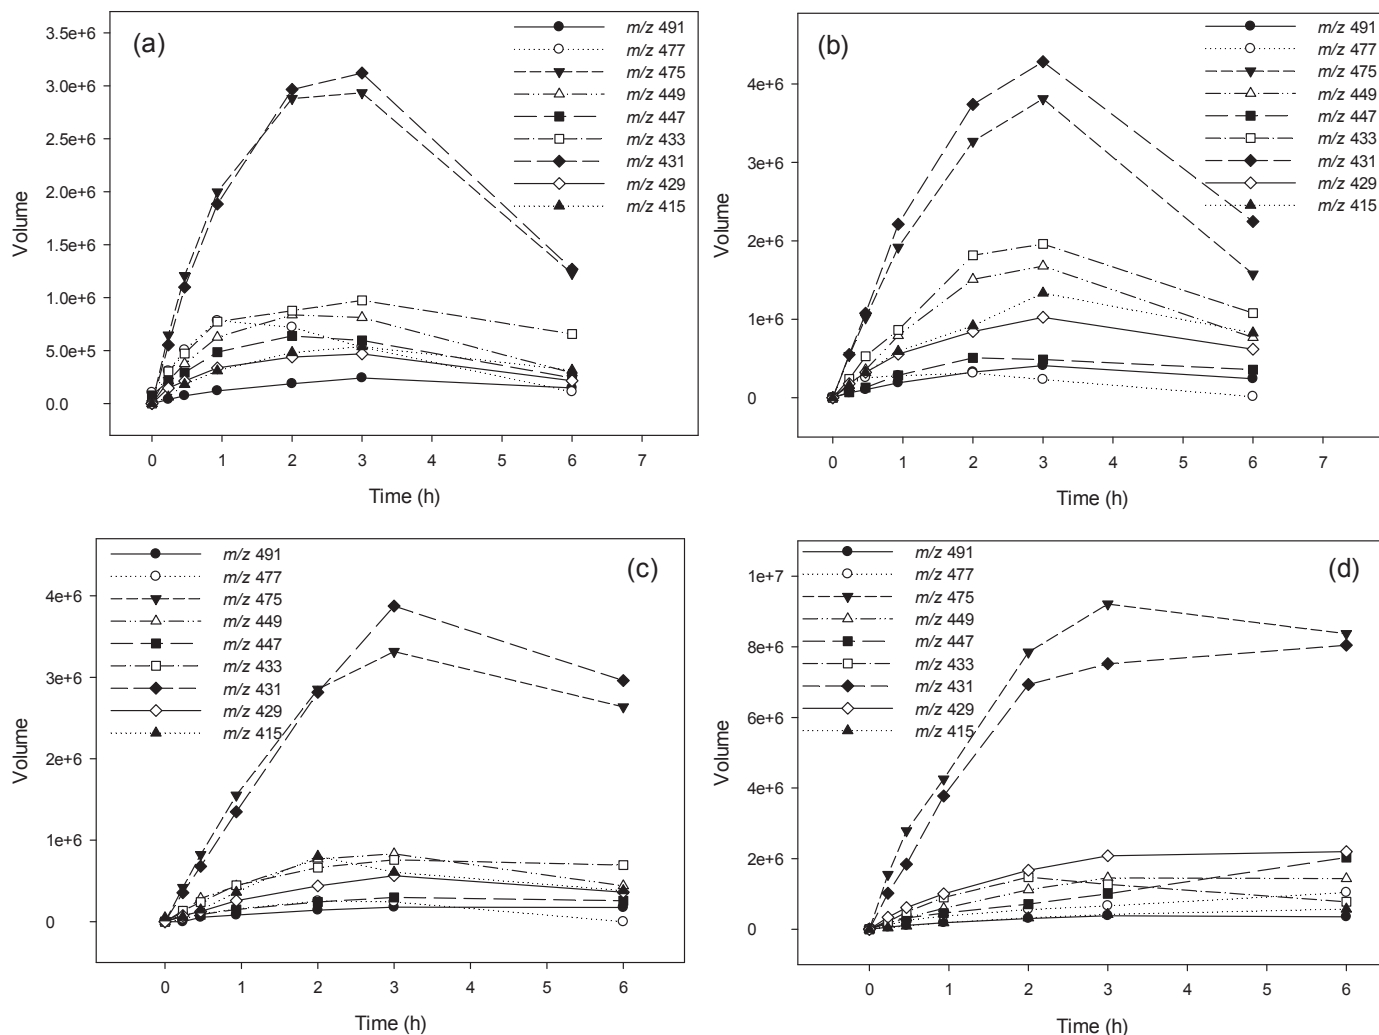 (a)
m/z 491
m/z 477
m/z 475
m/z 449
m/z 447
m/z 433
m/z 431
m/z 429
m/z 415
3.5e+6
3.0e+6
2.5e+6
2.0e+6
1.5e+6
1.0e+6
5.0e+5
0.0
Volume
0 1 2 3 4 5 6 7
Time (h)
(b)
m/z 491
m/z 477
m/z 475
m/z 449
m/z 447
m/z 433
m/z 431
m/z 429
m/z 415
4e+6
3e+6
2e+6
1e+6
0
Volume
0 1 2 3 4 5 6 7
Time (h)
(c)
m/z 491
m/z 477
m/z 475
m/z 449
m/z 447
m/z 433
m/z 431
m/z 429
m/z 415
4e+6
3e+6
2e+6
1e+6
0
Volume
0 1 2 3 4 5 6
Time (h)
(d)
m/z 491
m/z 477
m/z 475
m/z 449
m/z 447
m/z 433
m/z 431
m/z 429
m/z 415
1e+7
8e+6
6e+6
4e+6
2e+6
0
Volume
0 1 2 3 4 5 6
Time (h)